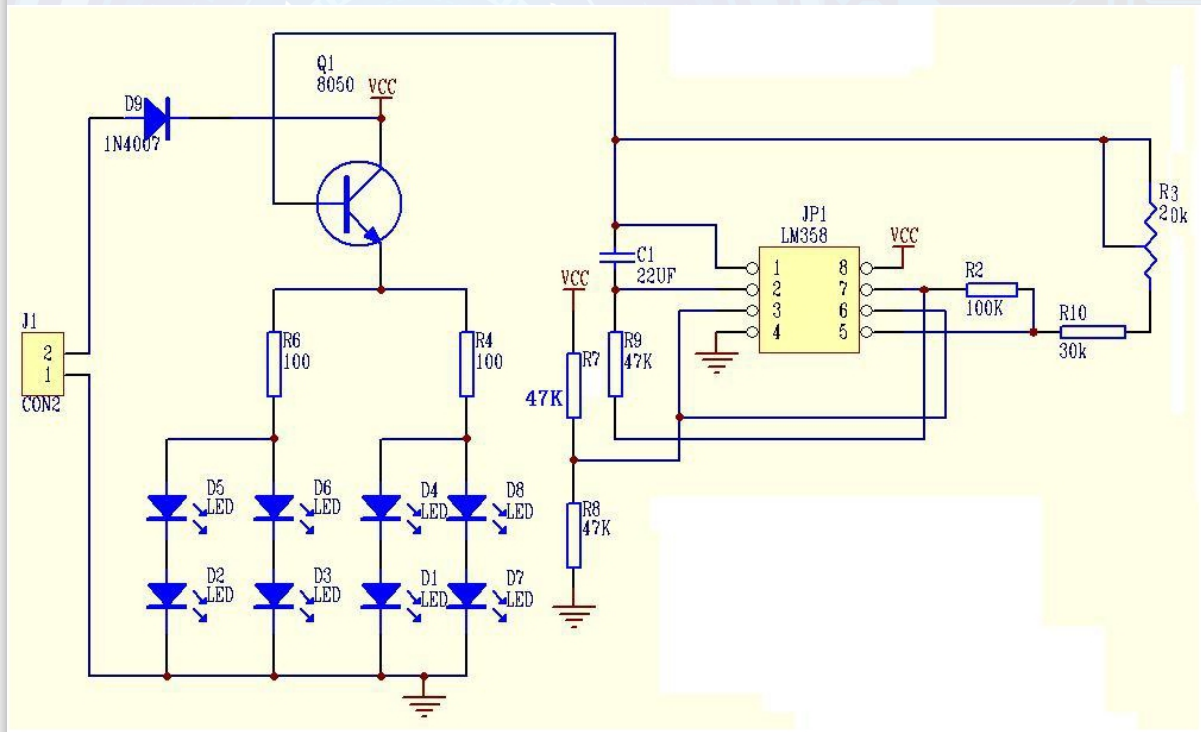 Q1
8050
VCC
D9
1N4007
R3
20k
JP1
LM358
C1
22UF
VCC
VCC
1 8
2 7
3 6
4 5
R2
100K
R10
30k
J1
2
1
CON2
R6
100
R4
100
R7
47K
R9
47K
D5
LED
D6
LED
D4
LED
D8
LED
R8
47K
D2
LED
D3
LED
D1
LED
D7
LED